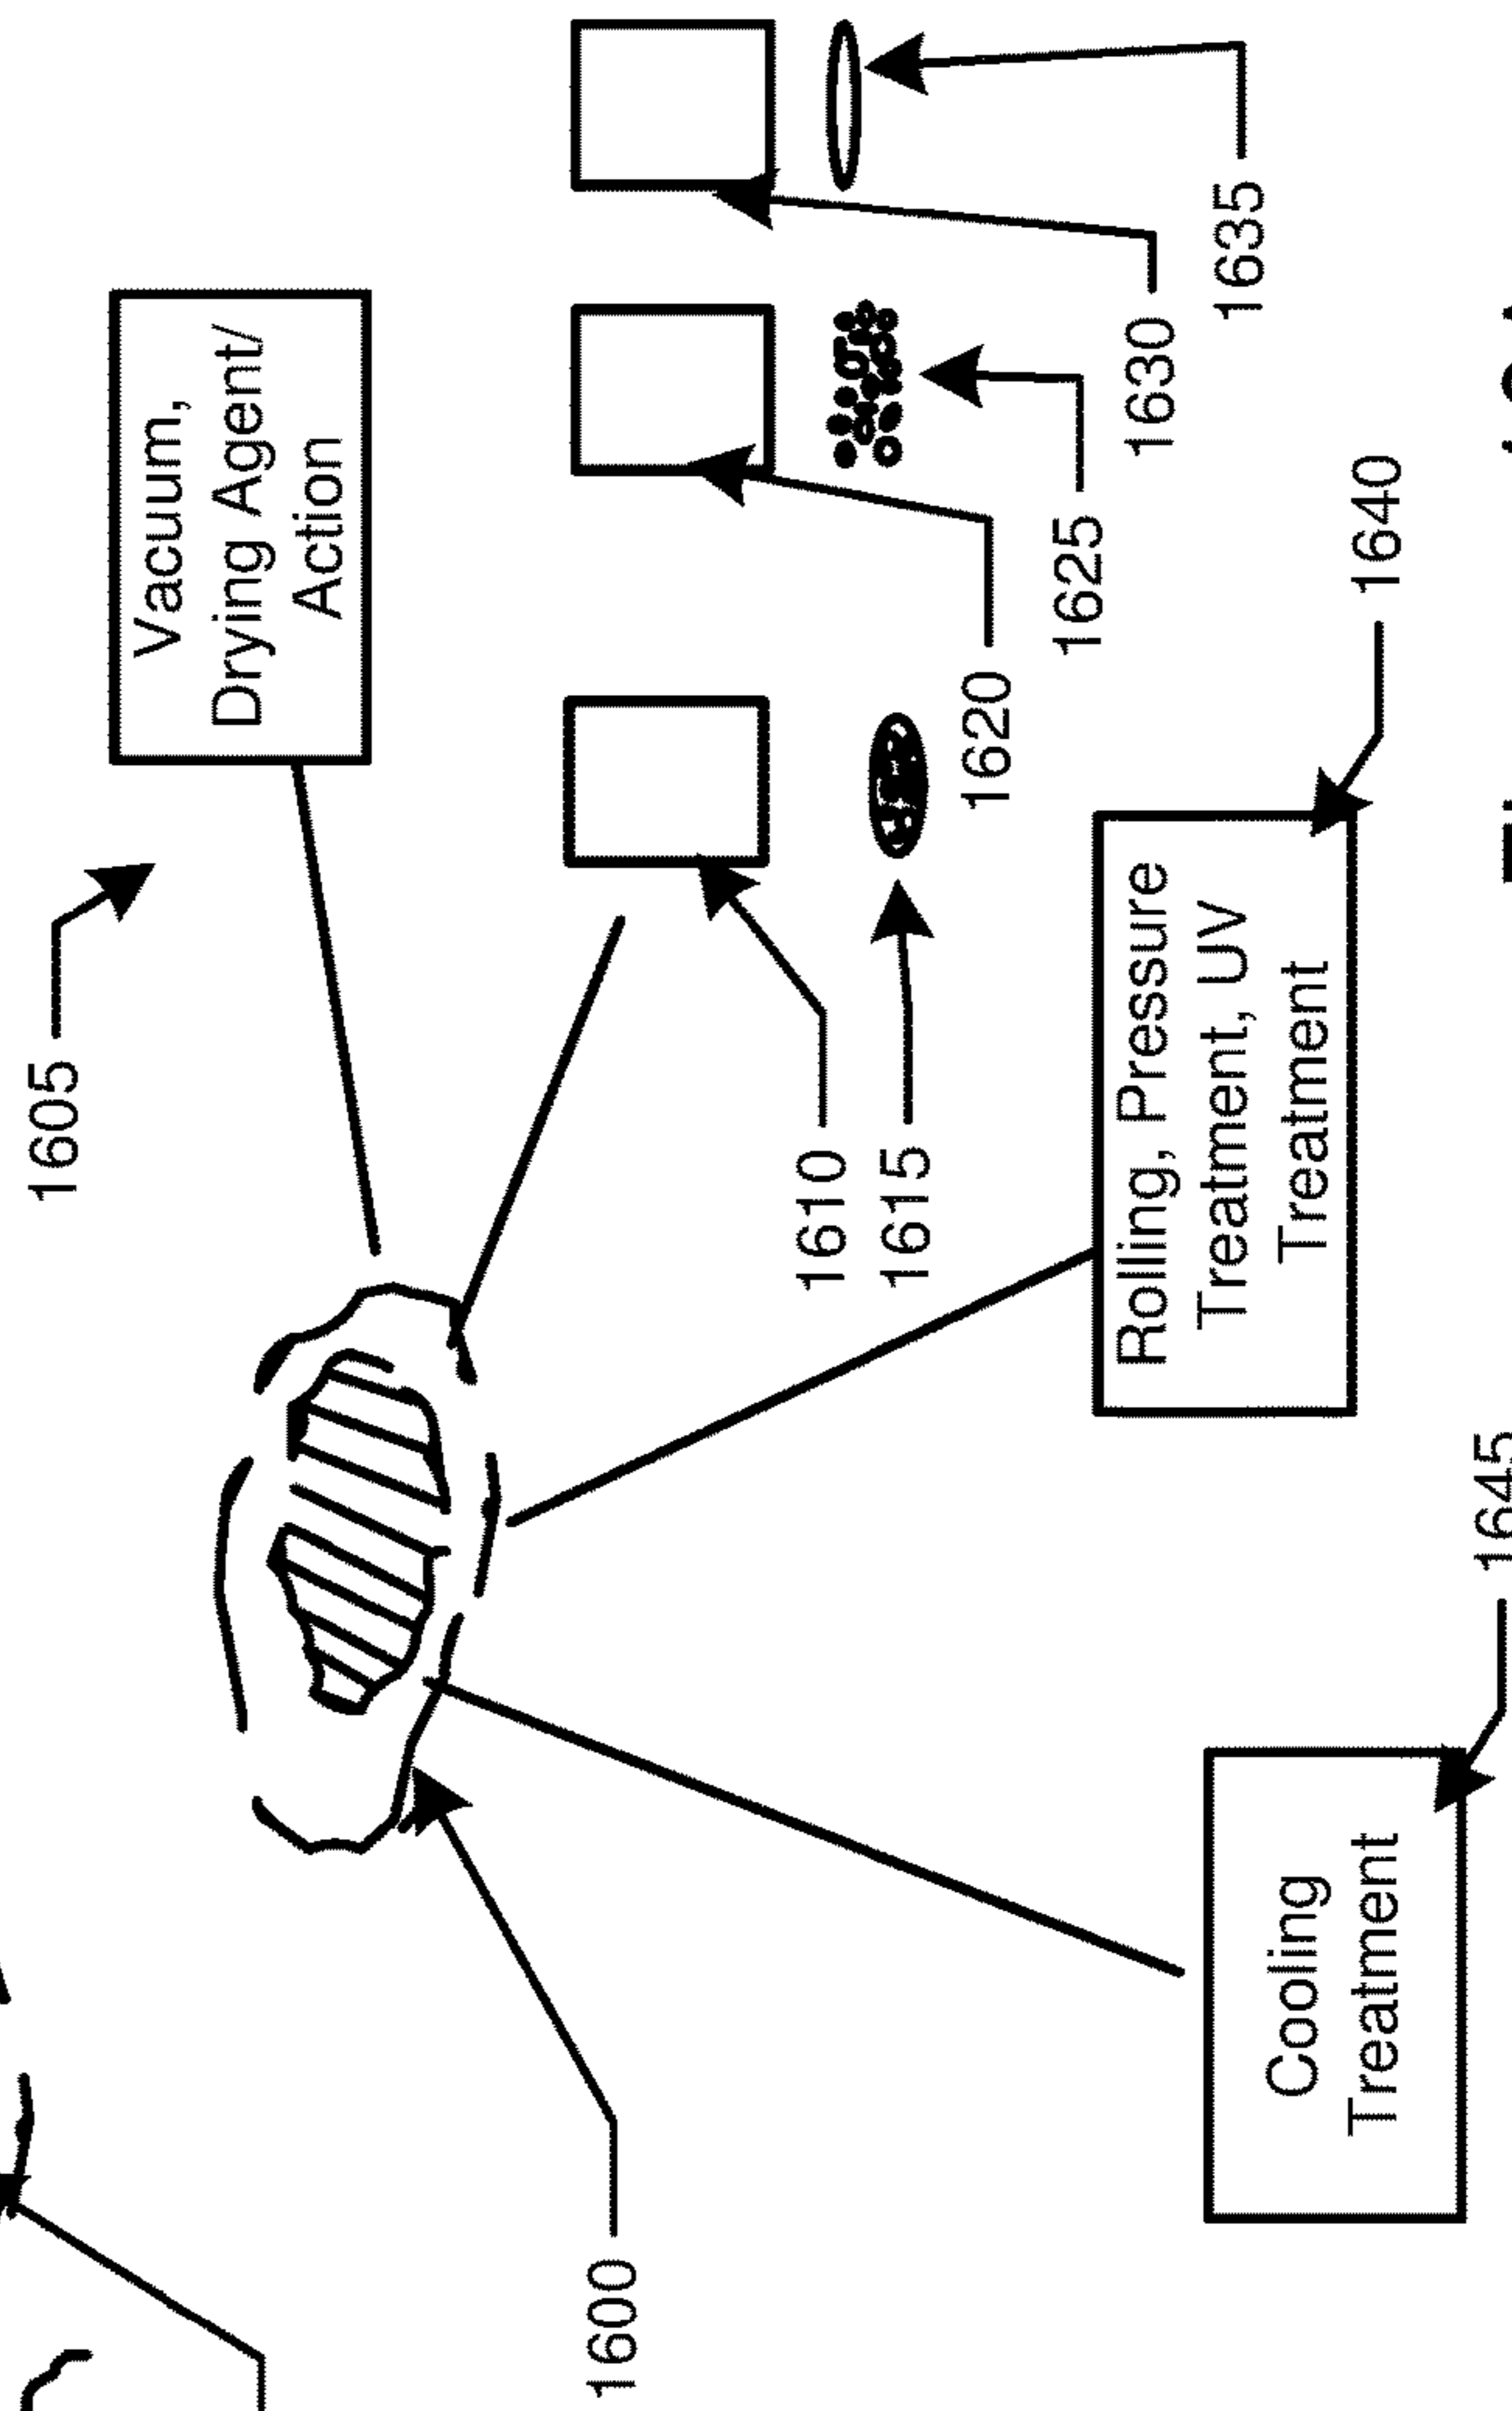 1605
Vacuum,
Drying Agent/
Action
1600
1610
1615
1620
1625
1630
1635
Rolling, Pressure
Treatment, UV
Treatment
1640
Cooling
Treatment
1645